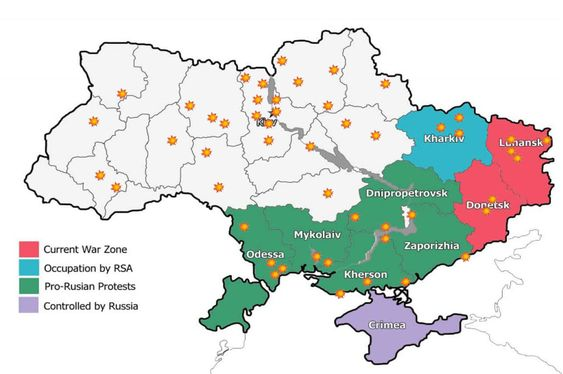 Kyiv
Kharkiv
Luhansk
Dnipropetrovsk
Donetsk
Mykolaiv
Zaporizhia
Odessa
Kherson
Crimea
Current War Zone
Occupation by RSA
Pro-Rusian Protests
Controlled by Russia